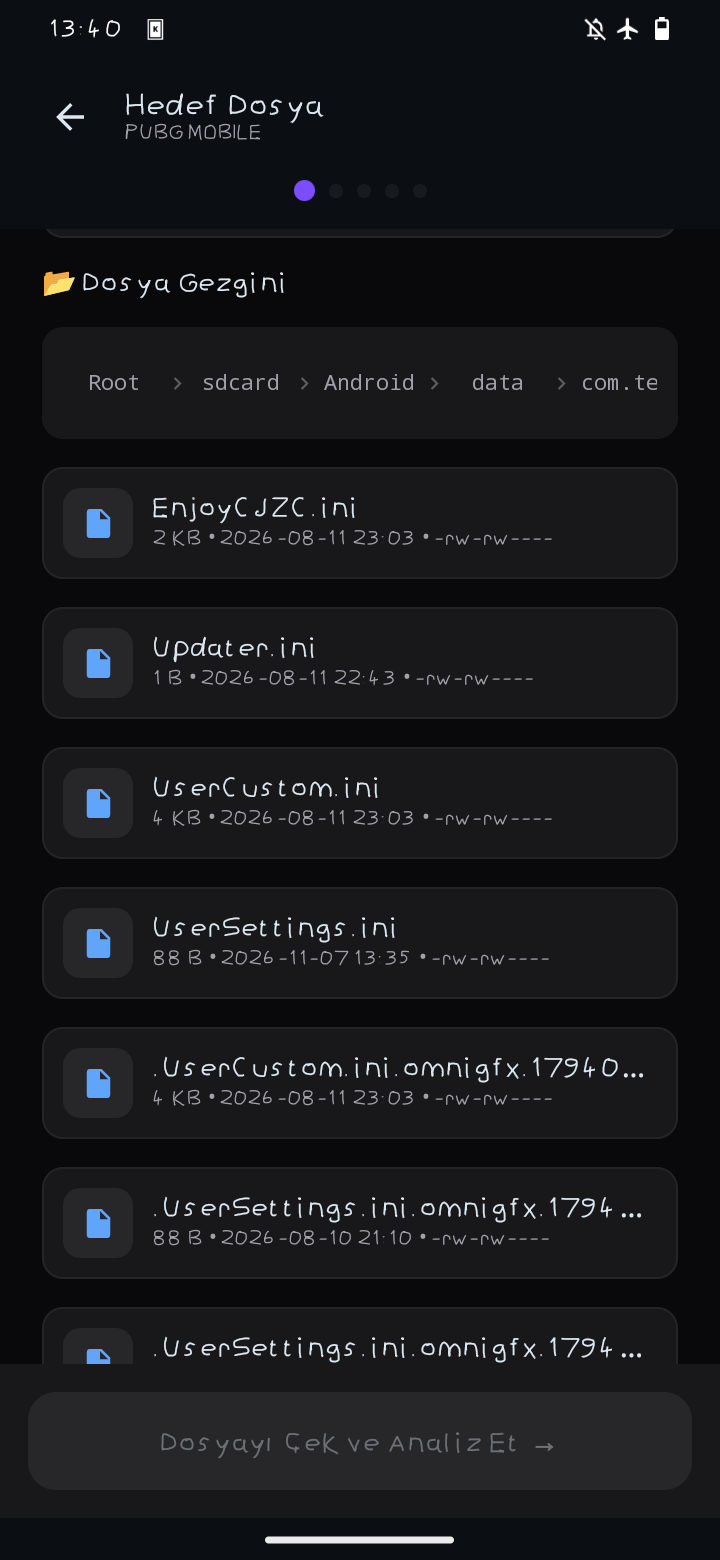 13:40
Hedef Dosya
PUBG MOBILE
📂 Dosya Gezgini
Root > sdcard > Android > data > com.te
EnjoyCJZC.ini
2 KB • 2026-08-11 23:03 • -rw-rw----
Updater.ini
1 B • 2026-08-11 22:43 • -rw-rw----
UserCustom.ini
4 KB • 2026-08-11 23:03 • -rw-rw----
UserSettings.ini
88 B • 2026-11-07 13:35 • -rw-rw----
.UserCustom.ini.omnigfx.17940...
4 KB • 2026-08-11 23:03 • -rw-rw----
.UserSettings.ini.omnigfx.1794...
88 B • 2026-08-10 21:10 • -rw-rw----
.UserSettings.ini.omnigfx.1794...
Dosyayı Çek ve Analiz Et →